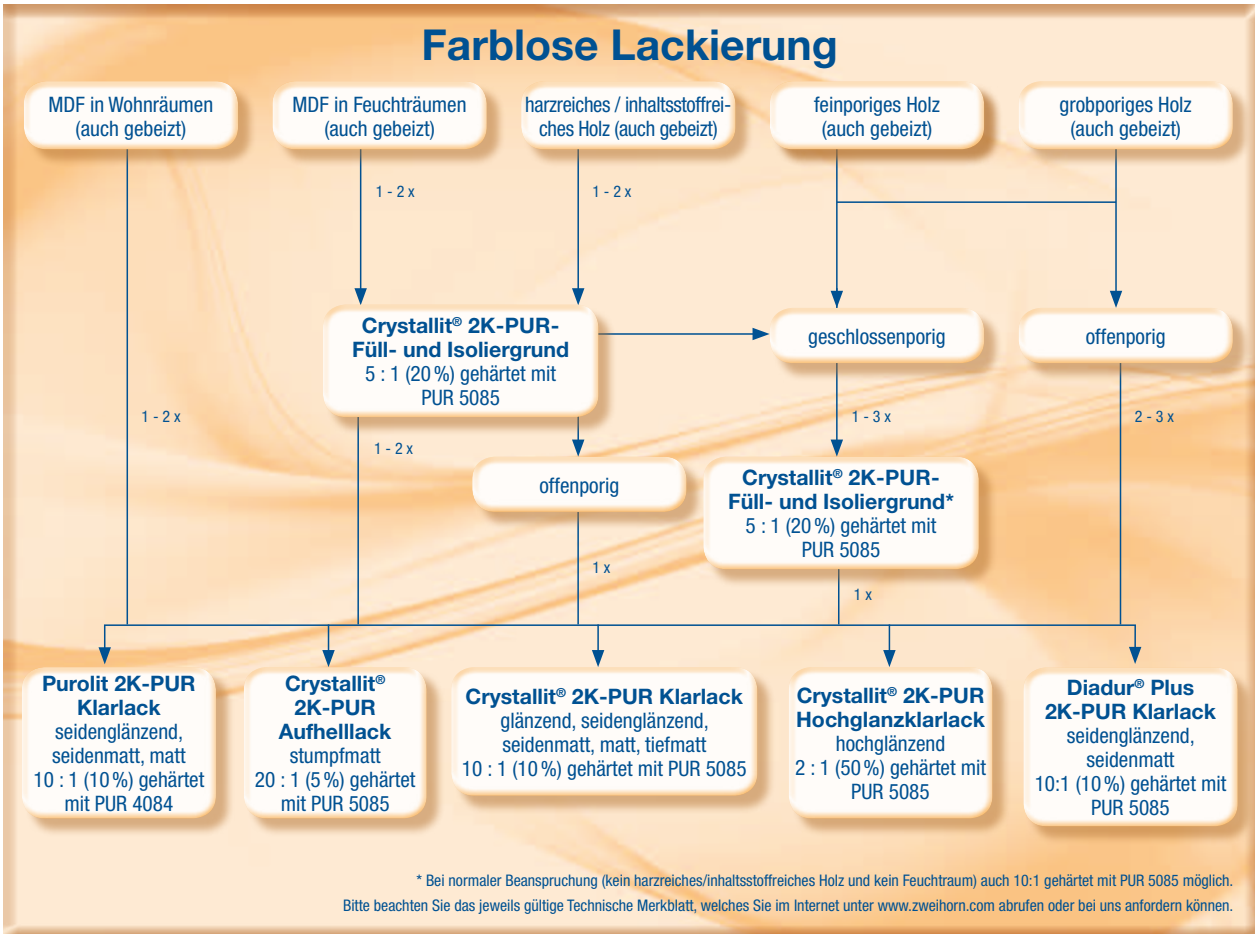 Farblose Lackierung
MDF in Wohnräumen
(auch gebeizt)
MDF in Feuchträumen
(auch gebeizt)
harzreiches / inhaltsstoffrei-
ches Holz (auch gebeizt)
feinporiges Holz
(auch gebeizt)
grobporiges Holz
(auch gebeizt)
1 - 2 x
1 - 2 x
Crystallit® 2K-PUR-
Füll- und Isoliergrund
5 : 1 (20 %) gehärtet mit
PUR 5085
geschlossenporig
offenporig
1 - 2 x
1 - 2 x
1 - 3 x
2 - 3 x
offenporig
Crystallit® 2K-PUR-
Füll- und Isoliergrund*
5 : 1 (20 %) gehärtet mit
PUR 5085
1 x
1 x
Purolit 2K-PUR
Klarlack
seidenglänzend,
seidenmatt, matt
10 : 1 (10 %) gehärtet
mit PUR 4084
Crystallit®
2K-PUR
Aufhelllack
stumpfmatt
20 : 1 (5 %) gehärtet
mit PUR 5085
Crystallit® 2K-PUR Klarlack
glänzend, seidenglänzend,
seidenmatt, matt, tiefmatt
10 : 1 (10 %) gehärtet mit PUR 5085
Crystallit® 2K-PUR
Hochglanzklarlack
hochglänzend
2 : 1 (50 %) gehärtet mit
PUR 5085
Diadur® Plus
2K-PUR Klarlack
seidenglänzend,
seidenmatt
10:1 (10 %) gehärtet mit
PUR 5085
* Bei normaler Beanspruchung (kein harzreiches/inhaltsstoffreiches Holz und kein Feuchtraum) auch 10:1 gehärtet mit PUR 5085 möglich.
Bitte beachten Sie das jeweils gültige Technische Merkblatt, welches Sie im Internet unter www.zweihorn.com abrufen oder bei uns anfordern können.